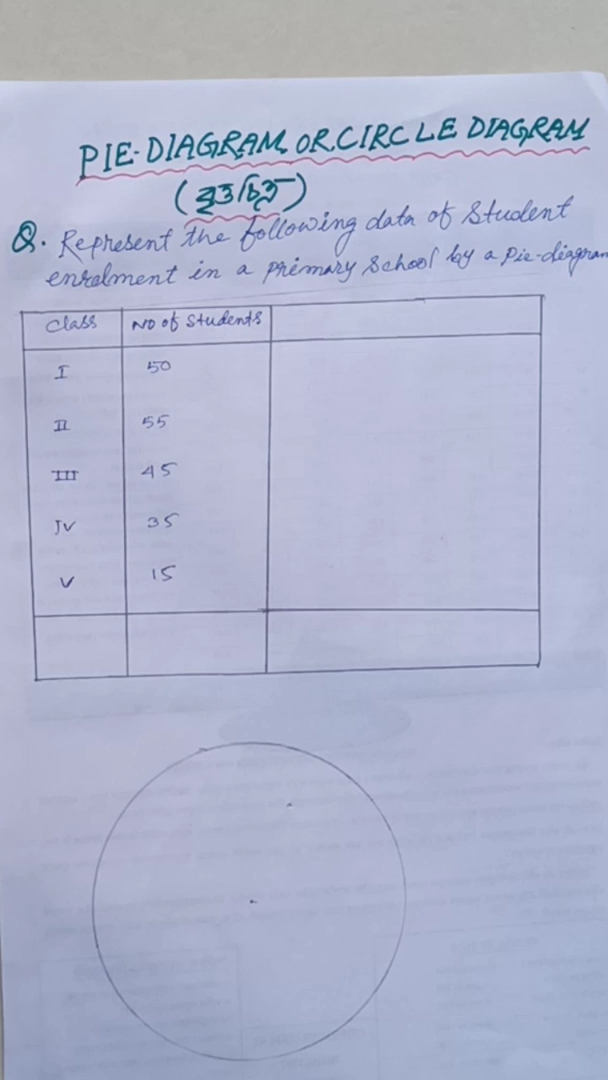 PIE-DIAGRAM OR CIRCLE DIAGRAM
Q. Represent the following data of Student
enrolment in a primary School by a Pie-diagram
Class No of Students
I 50
II 55
III 45
IV 35
V 15